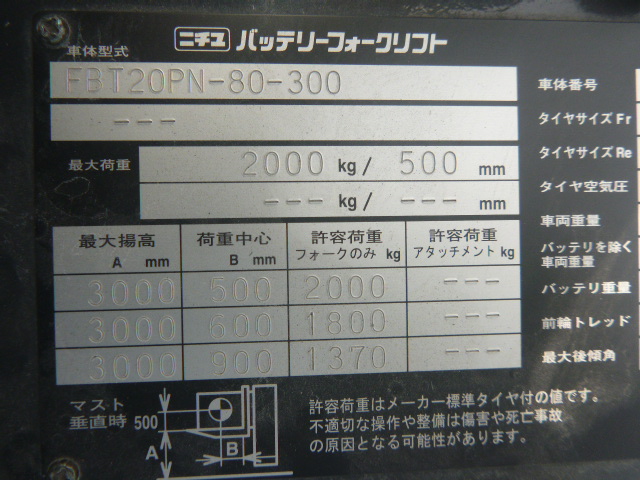 ニチユ バッテリーフォークリフト
車体型式
FBT20PN-80-300
---
最大荷重 2000 kg/ 500 mm
--- kg/ --- mm
最大揚高 A mm 荷重中心 B/mm 許容荷重 フォークのみ kg 許容荷重 アタッチメント kg
3000 500 2000 ---
3000 600 1800 ---
3000 900 1370 ---
マスト
垂直時 500
A
B
許容荷重はメーカー標準タイヤ付の値です。
不適切な操作や整備は傷害や死亡事故
の原因となる可能性があります。
車体番号
タイヤサイズ Fr
タイヤサイズ Re
タイヤ空気圧
車両重量
バッテリを除く
車両重量
バッテリ重量
前輪トレッド
最大後傾角